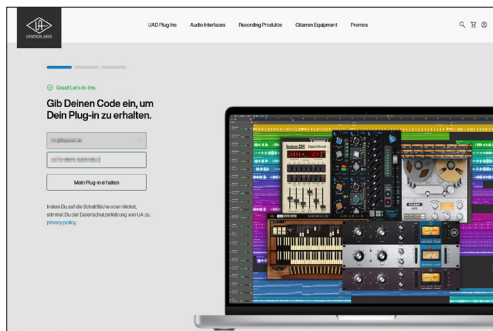 UNIVERSAL AUDIO
UAD Plug-Ins Audio Interfaces Recording Produkte Gitarren Equipment Promos
Great! Let's do this.
Gib Deinen Code ein, um
Dein Plug-in zu erhalten.
Mein Plug-in erhalten
Indem Du auf die Schaltfläche oben klickst,
stimmst Du der Datenschutzerklärung von UA zu.
privacy policy.